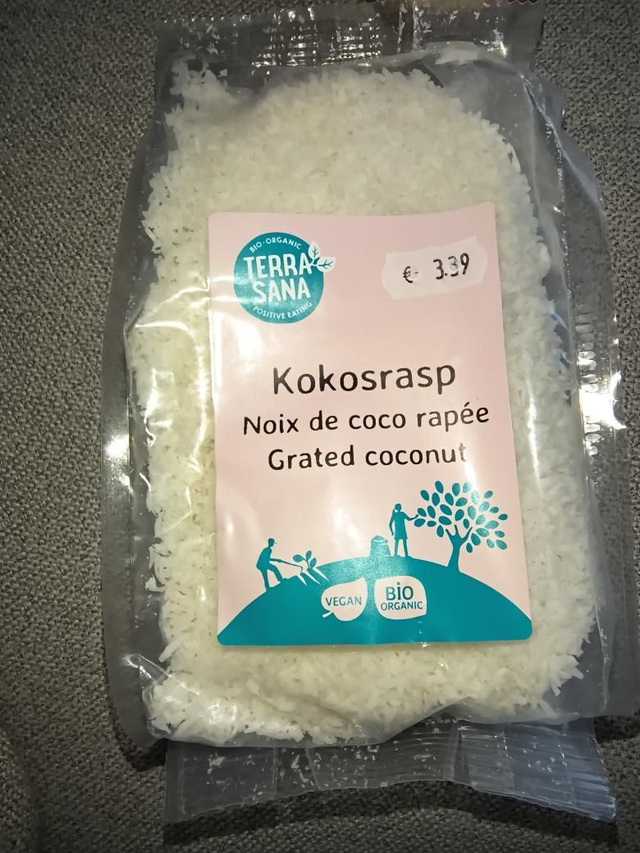 BIO-ORGANIC
TERRA
SANA
POSITIVE EATING
€- 3.39
Kokosrasp
Noix de coco rapée
Grated coconut
VEGAN
BiO
ORGANIC